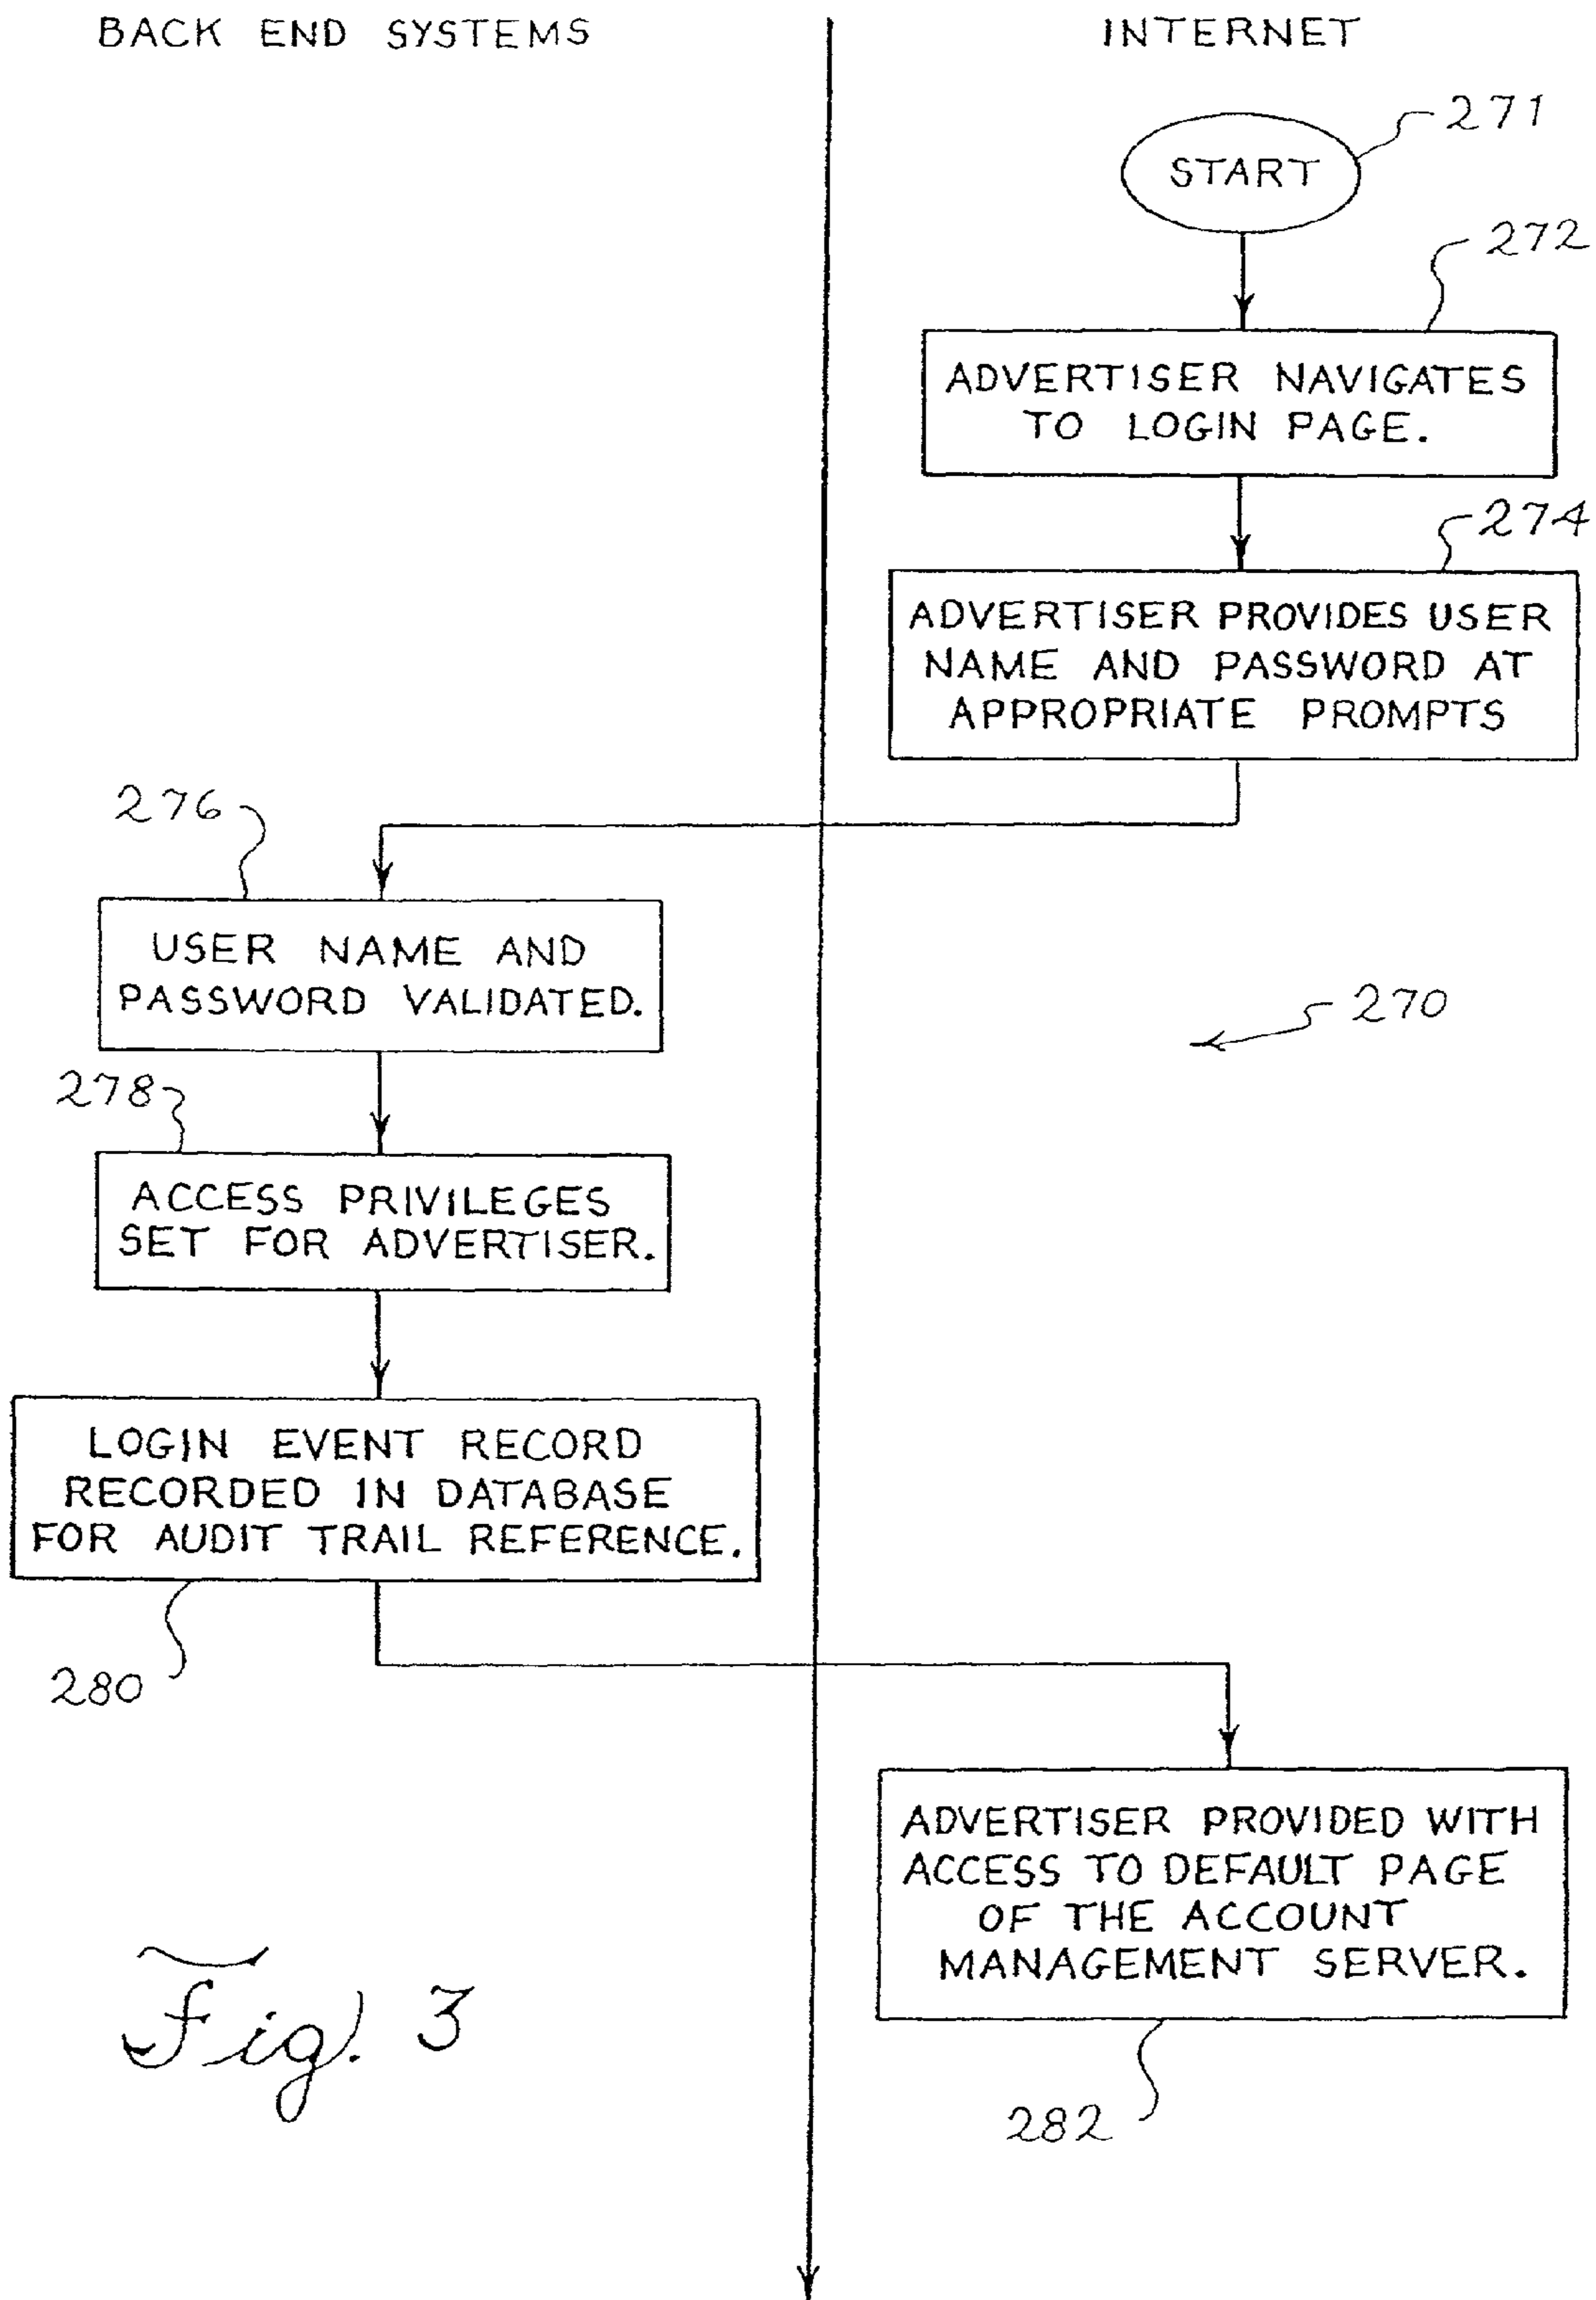 BACK END SYSTEMS
INTERNET
271
START
272
ADVERTISER NAVIGATES
TO LOGIN PAGE.
274
ADVERTISER PROVIDES USER
NAME AND PASSWORD AT
APPROPRIATE PROMPTS
276
USER NAME AND
PASSWORD VALIDATED.
270
278
ACCESS PRIVILEGES
SET FOR ADVERTISER.
LOGIN EVENT RECORD
RECORDED IN DATABASE
FOR AUDIT TRAIL REFERENCE.
280
ADVERTISER PROVIDED WITH
ACCESS TO DEFAULT PAGE
OF THE ACCOUNT
MANAGEMENT SERVER.
282
Fig. 3